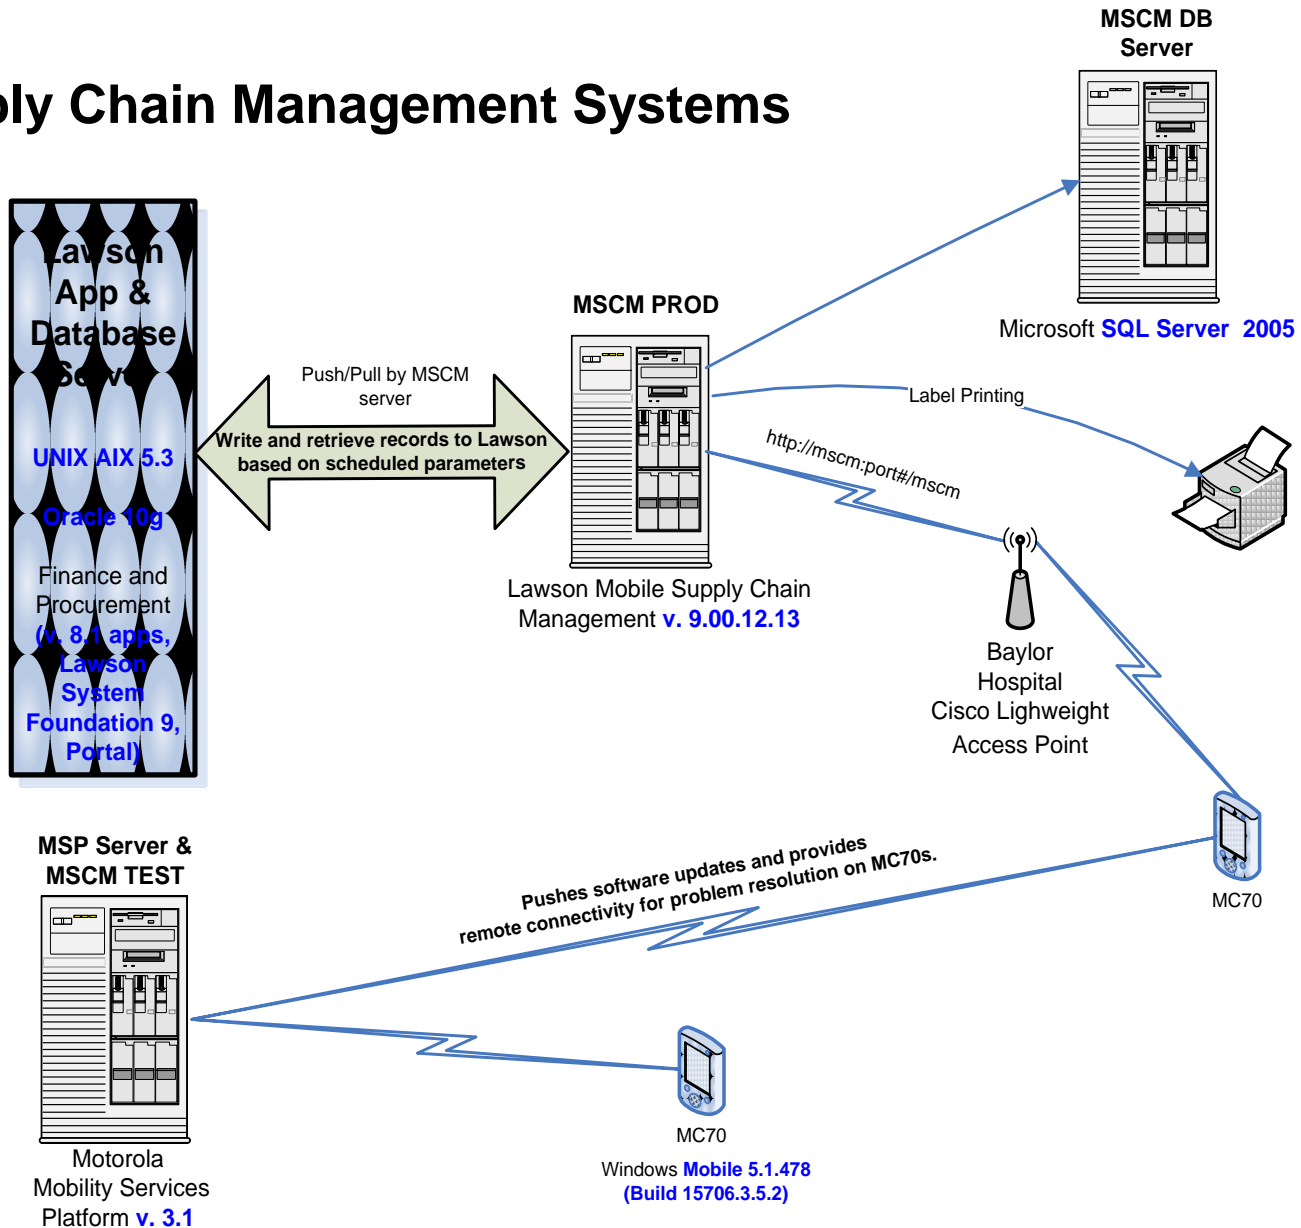 MSCM DB
Server
ply Chain Management Systems
Microsoft SQL Server 2005
Lawson
App &
Database
Server
UNIX AIX 5.3
Oracle 10g
Finance and
Procurement
(v. 8.1 apps,
Lawson
System
Foundation 9,
Portal)
Push/Pull by MSCM
server
Write and retrieve records to Lawson
based on scheduled parameters
MSCM PROD
Lawson Mobile Supply Chain
Management v. 9.00.12.13
Label Printing
http://mscm:port#/mscm
Baylor
Hospital
Cisco Lighweight
Access Point
MC70
MSP Server &
MSCM TEST
Pushes software updates and provides
remote connectivity for problem resolution on MC70s.
Motorola
Mobility Services
Platform v. 3.1
MC70
Windows Mobile 5.1.478
(Build 15706.3.5.2)